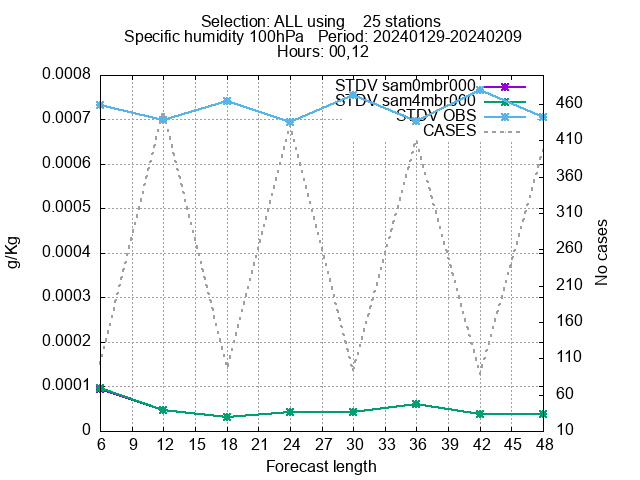 Selection: ALL using    25 stations
Specific humidity 100hPa   Period: 20240129-20240209
Hours: 00,12
STDV sam0mbr000
STDV sam4mbr000
STDV OBS
CASES
0.0008
0.0007
0.0006
0.0005
0.0004
0.0003
0.0002
0.0001
0
g/Kg
460
410
360
310
260
210
160
110
60
10
No cases
6 9 12 15 18 21 24 27 30 33 36 39 42 45 48
Forecast length